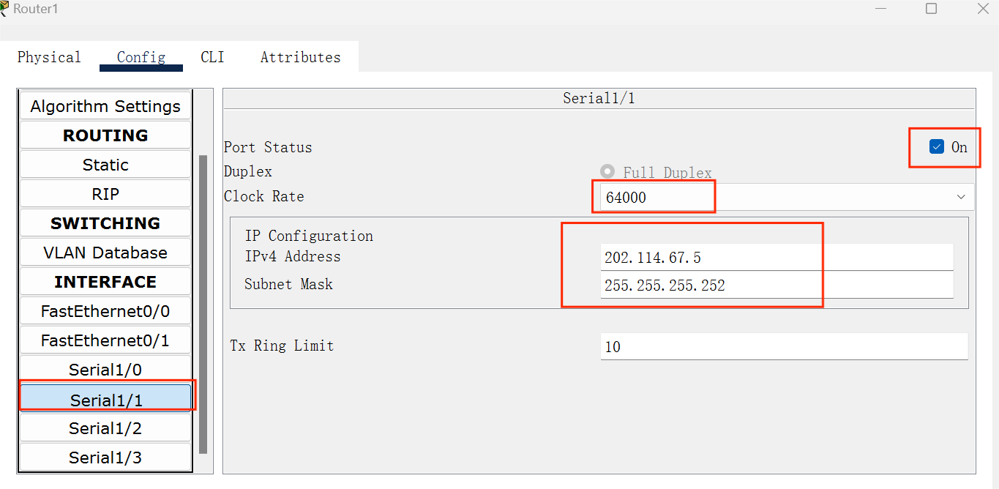 Router1
Physical Config CLI Attributes
Algorithm Settings
ROUTING
Static
RIP
SWITCHING
VLAN Database
INTERFACE
FastEthernet0/0
FastEthernet0/1
Serial1/0
Serial1/1
Serial1/2
Serial1/3
Serial1/1
Port Status On
Duplex Full Duplex
Clock Rate 64000
IP Configuration
IPv4 Address 202.114.67.5
Subnet Mask 255.255.255.252
Tx Ring Limit 10